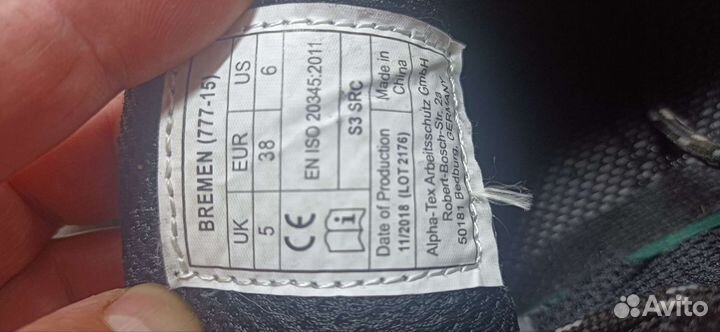 BREMEN (777-15)
UK EUR US
5 38 6
CE EN ISO 20345:2011
i S3 SRC
Date of Production Made in
11/2018 (LOT 2176) China
Alpha-Tex Arbeitsschutz GmbH
Robert-Bosch-Str. 2a
50181 Bedburg, GERMANY
Avito